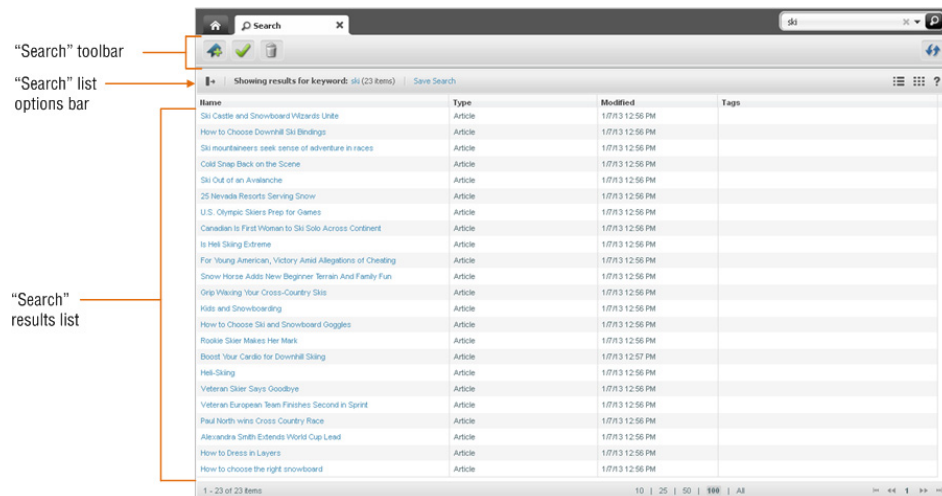 Search
ski
"Search" toolbar
"Search" list
options bar
Showing results for keyword: ski (23 items) | Save Search
?
Name Type Modified Tags
Ski Castle and Snowboard Wizards Unite Article 1/7/13 12:56 PM
How to Choose Downhill Ski Bindings Article 1/7/13 12:56 PM
Ski mountaineers seek sense of adventure in races Article 1/7/13 12:56 PM
Cold Snap Back on the Scene Article 1/7/13 12:56 PM
Ski Out of an Avalanche Article 1/7/13 12:56 PM
25 Nevada Resorts Serving Snow Article 1/7/13 12:56 PM
U.S. Olympic Skiers Prep for Games Article 1/7/13 12:56 PM
Canadian Is First Woman to Ski Solo Across Continent Article 1/7/13 12:56 PM
Is Heli Skiing Extreme Article 1/7/13 12:56 PM
For Young American, Victory Amid Allegations of Cheating Article 1/7/13 12:56 PM
Snow Horse Adds New Beginner Terrain And Family Fun Article 1/7/13 12:56 PM
Grip Waxing Your Cross-Country Skis Article 1/7/13 12:56 PM
Kids and Snowboarding Article 1/7/13 12:56 PM
How to Choose Ski and Snowboard Goggles Article 1/7/13 12:56 PM
Rookie Skier Makes Her Mark Article 1/7/13 12:56 PM
Boost Your Cardio for Downhill Skiing Article 1/7/13 12:57 PM
Heli-Skiing Article 1/7/13 12:56 PM
Veteran Skier Says Goodbye Article 1/7/13 12:56 PM
Veteran European Team Finishes Second in Sprint Article 1/7/13 12:56 PM
Paul North wins Cross Country Race Article 1/7/13 12:56 PM
Alexandra Smith Extends World Cup Lead Article 1/7/13 12:56 PM
How to Dress in Layers Article 1/7/13 12:56 PM
How to choose the right snowboard Article 1/7/13 12:56 PM
"Search"
results list
1 - 23 of 23 items 10 | 25 | 50 | 100 | All 1